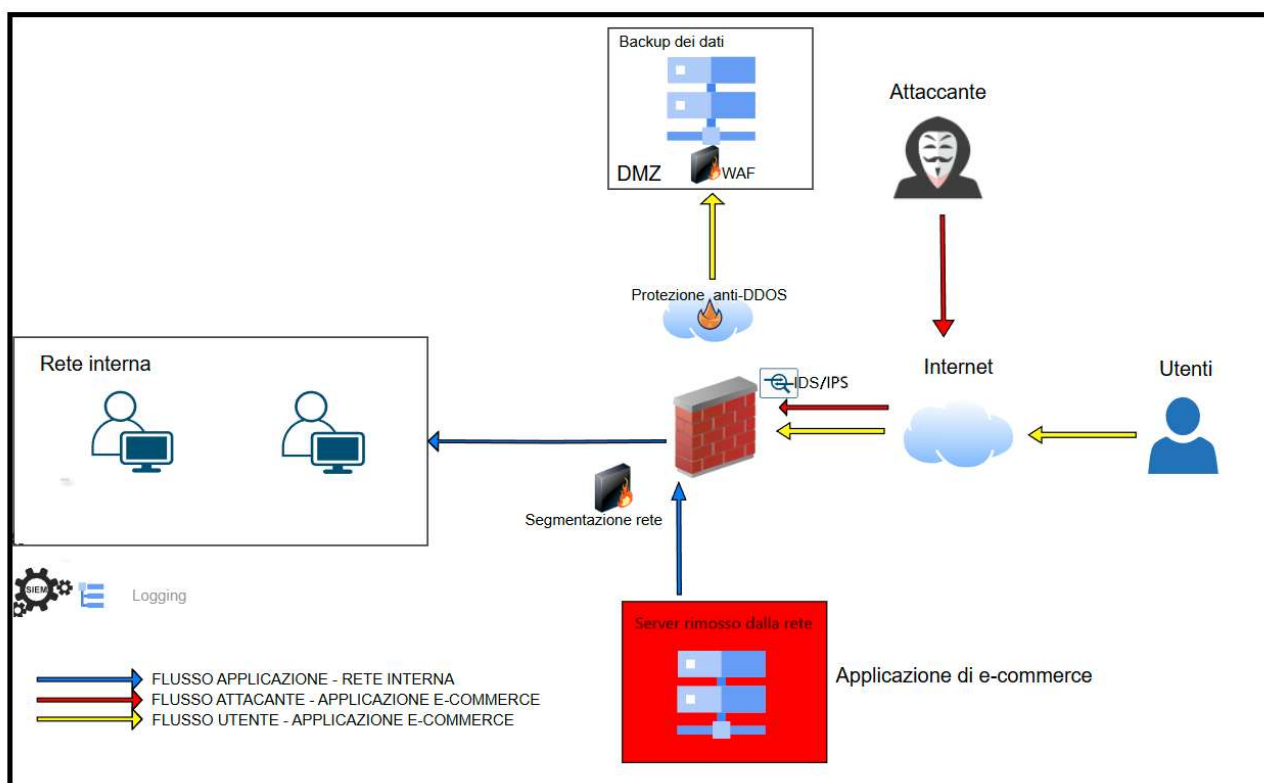 Backup dei dati
DMZ
WAF
Attaccante
Protezione anti-DDOS
Rete interna
IDS/IPS
Internet
Utenti
Segmentazione rete
SIEM
Logging
Server rimosso dalla rete
Applicazione di e-commerce
FLUSSO APPLICAZIONE - RETE INTERNA
FLUSSO ATTACANTE - APPLICAZIONE E-COMMERCE
FLUSSO UTENTE - APPLICAZIONE E-COMMERCE